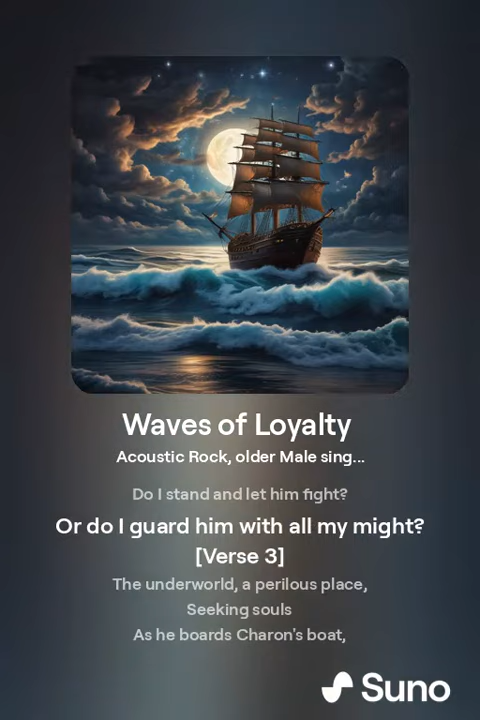 Waves of Loyalty
Acoustic Rock, older Male sing...
Do I stand and let him fight?
Or do I guard him with all my might?
[Verse 3]
The underworld, a perilous place,
Seeking souls
As he boards Charon's boat,
Suno